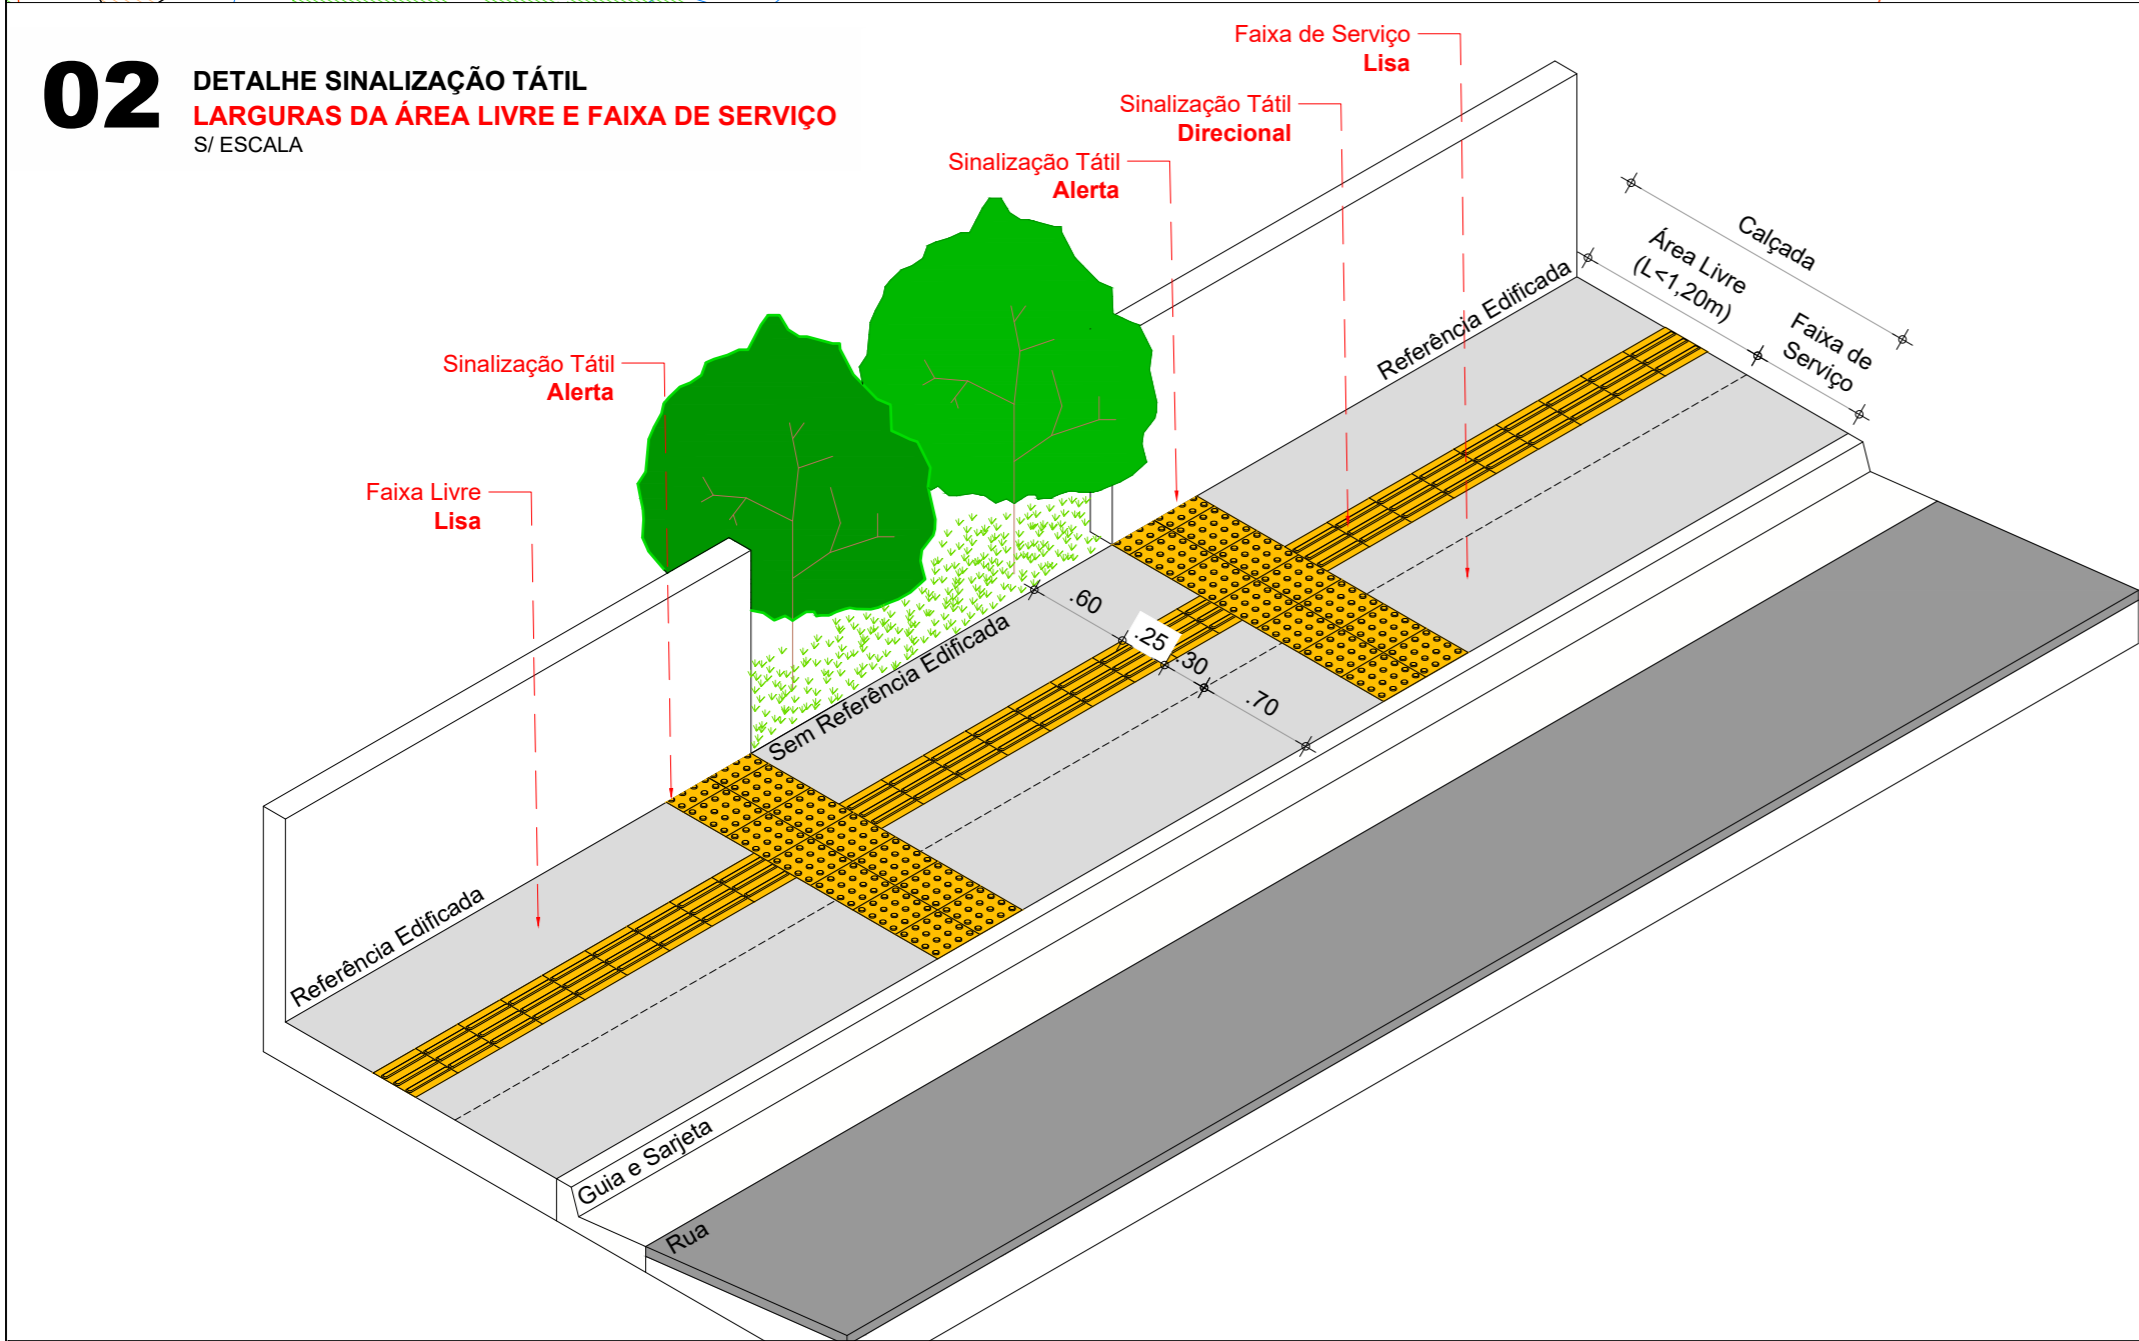 02
DETALHE SINALIZAÇÃO TÁTIL
LARGURAS DA ÁREA LIVRE E FAIXA DE SERVIÇO
S/ ESCALA
Faixa de Serviço
Lisa
Sinalização Tátil
Direcional
Sinalização Tátil
Alerta
Sinalização Tátil
Alerta
Faixa Livre
Lisa
Calçada
Área Livre
(L<1,20m)
Faixa de
Serviço
Referência Edificada
.60
.25
.30
.70
Sem Referência Edificada
Referência Edificada
Guia e Sarjeta
Rua